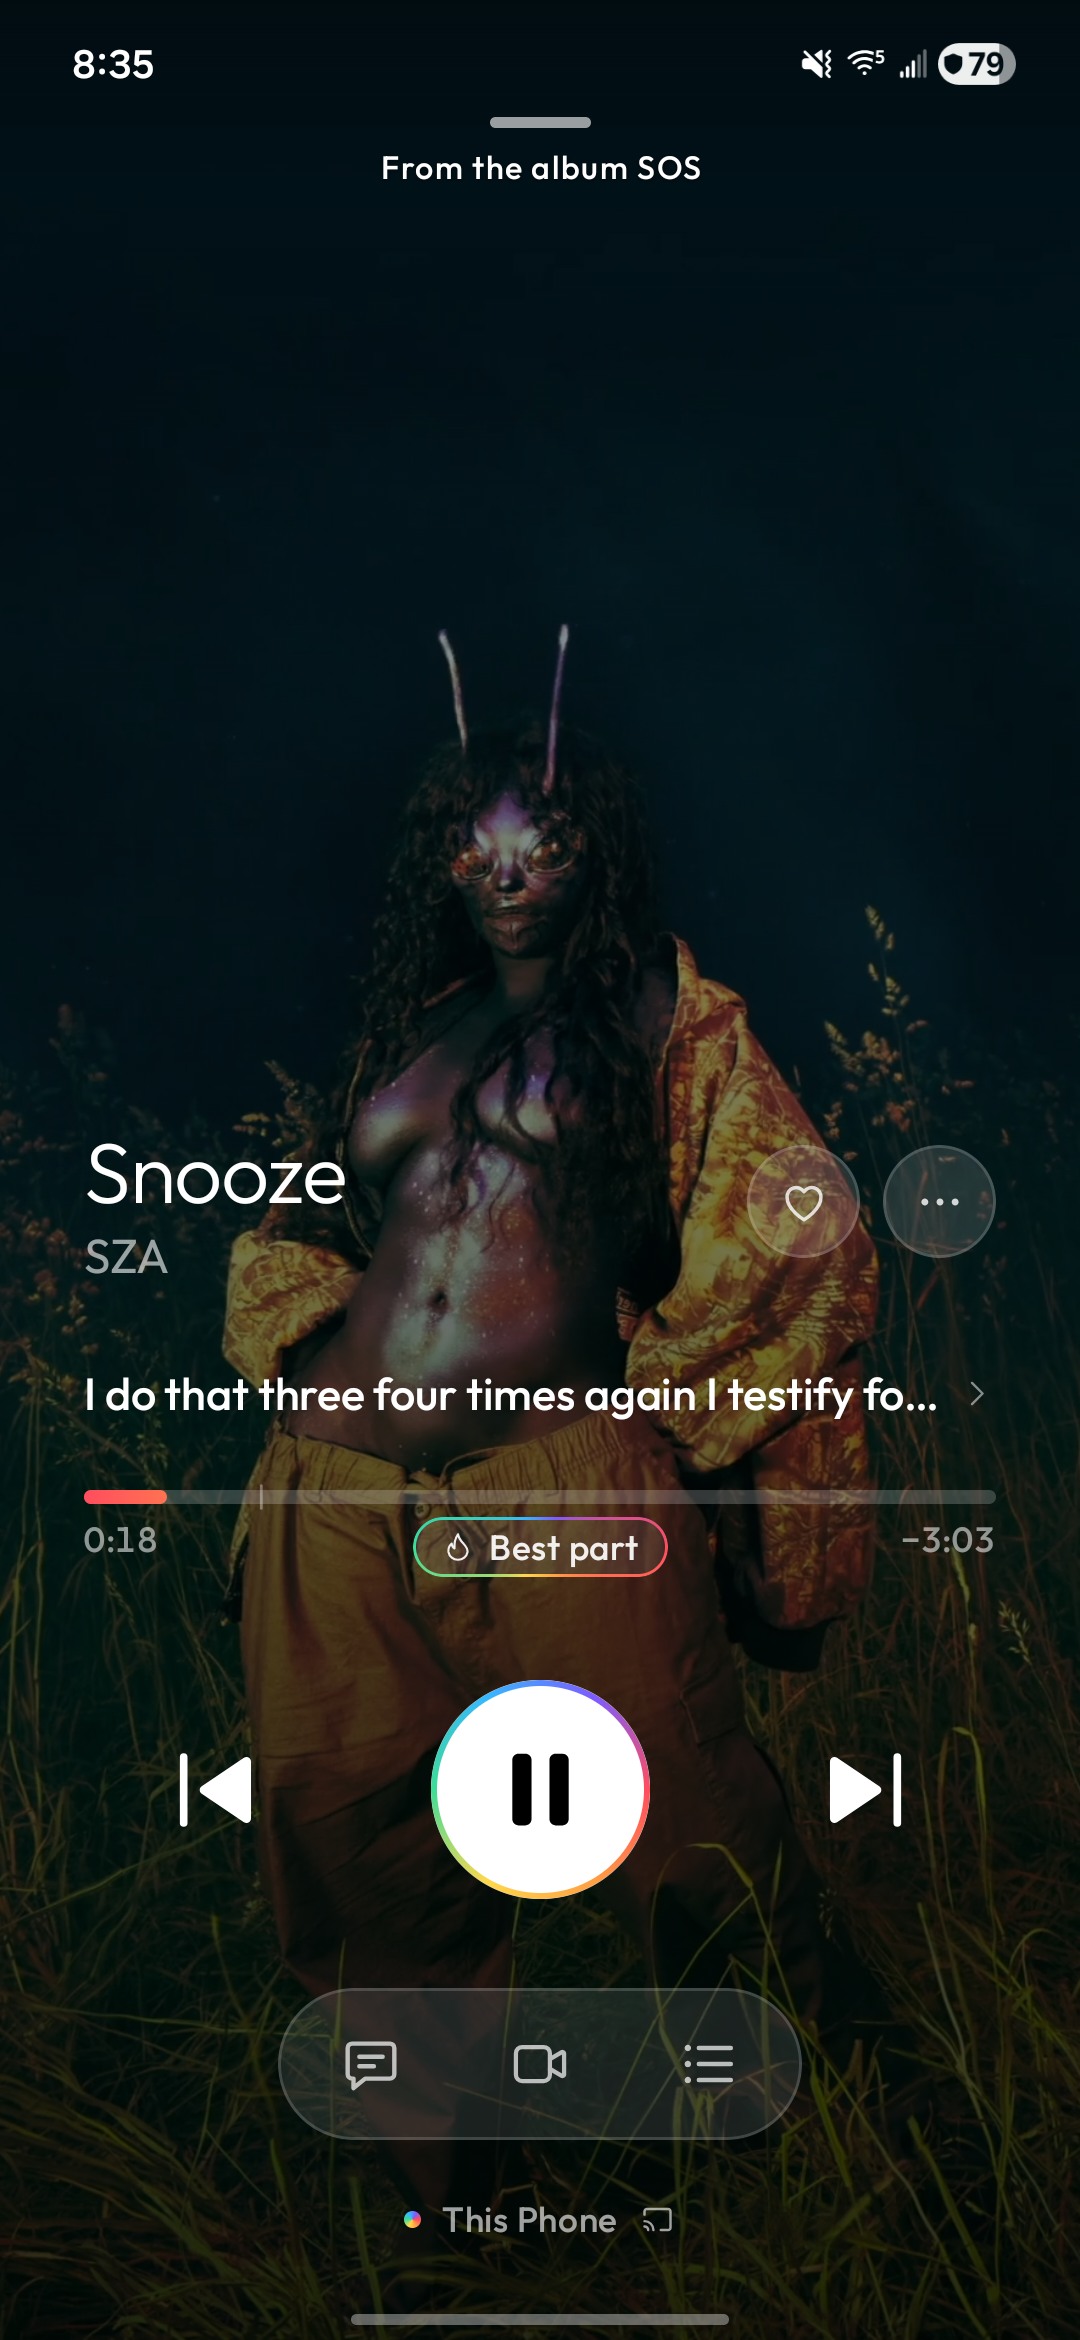 8:35
5
79
From the album SOS
Snooze
SZA
I do that three four times again I testify fo...
0:18
Best part
-3:03
This Phone